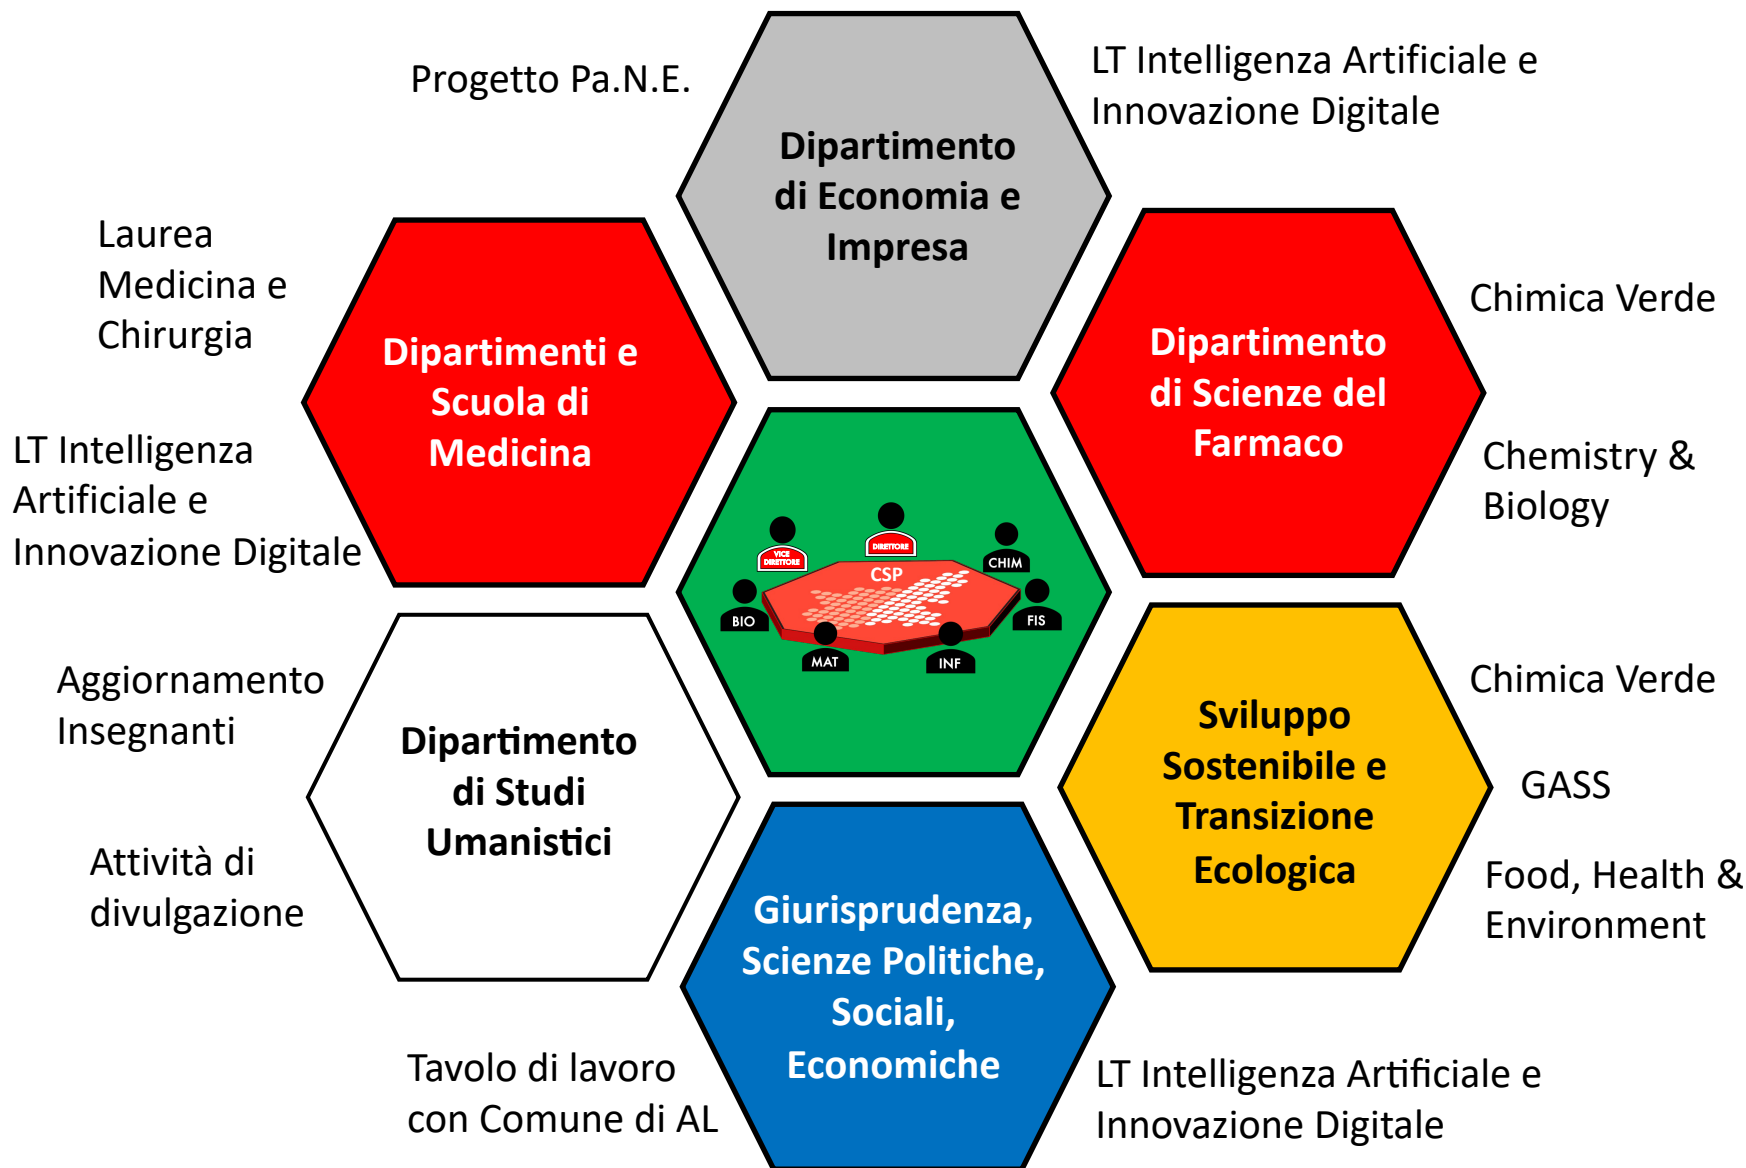 Progetto Pa.N.E.
LT Intelligenza Artificiale e
Innovazione Digitale
Dipartimento
di Economia e
Impresa
Laurea
Medicina e
Chirurgia
LT Intelligenza
Artificiale e
Innovazione Digitale
Dipartimenti e
Scuola di
Medicina
Dipartimento
di Scienze del
Farmaco
Chimica Verde
Chemistry &
Biology
VICE
DIRETTORE
DIRETTORE
CHIM
CSP
BIO
FIS
MAT
INF
Aggiornamento
Insegnanti
Attività di
divulgazione
Dipartimento
di Studi
Umanistici
Sviluppo
Sostenibile e
Transizione
Ecologica
Chimica Verde
GASS
Food, Health &
Environment
Giurisprudenza,
Scienze Politiche,
Sociali,
Economiche
Tavolo di lavoro
con Comune di AL
LT Intelligenza Artificiale e
Innovazione Digitale